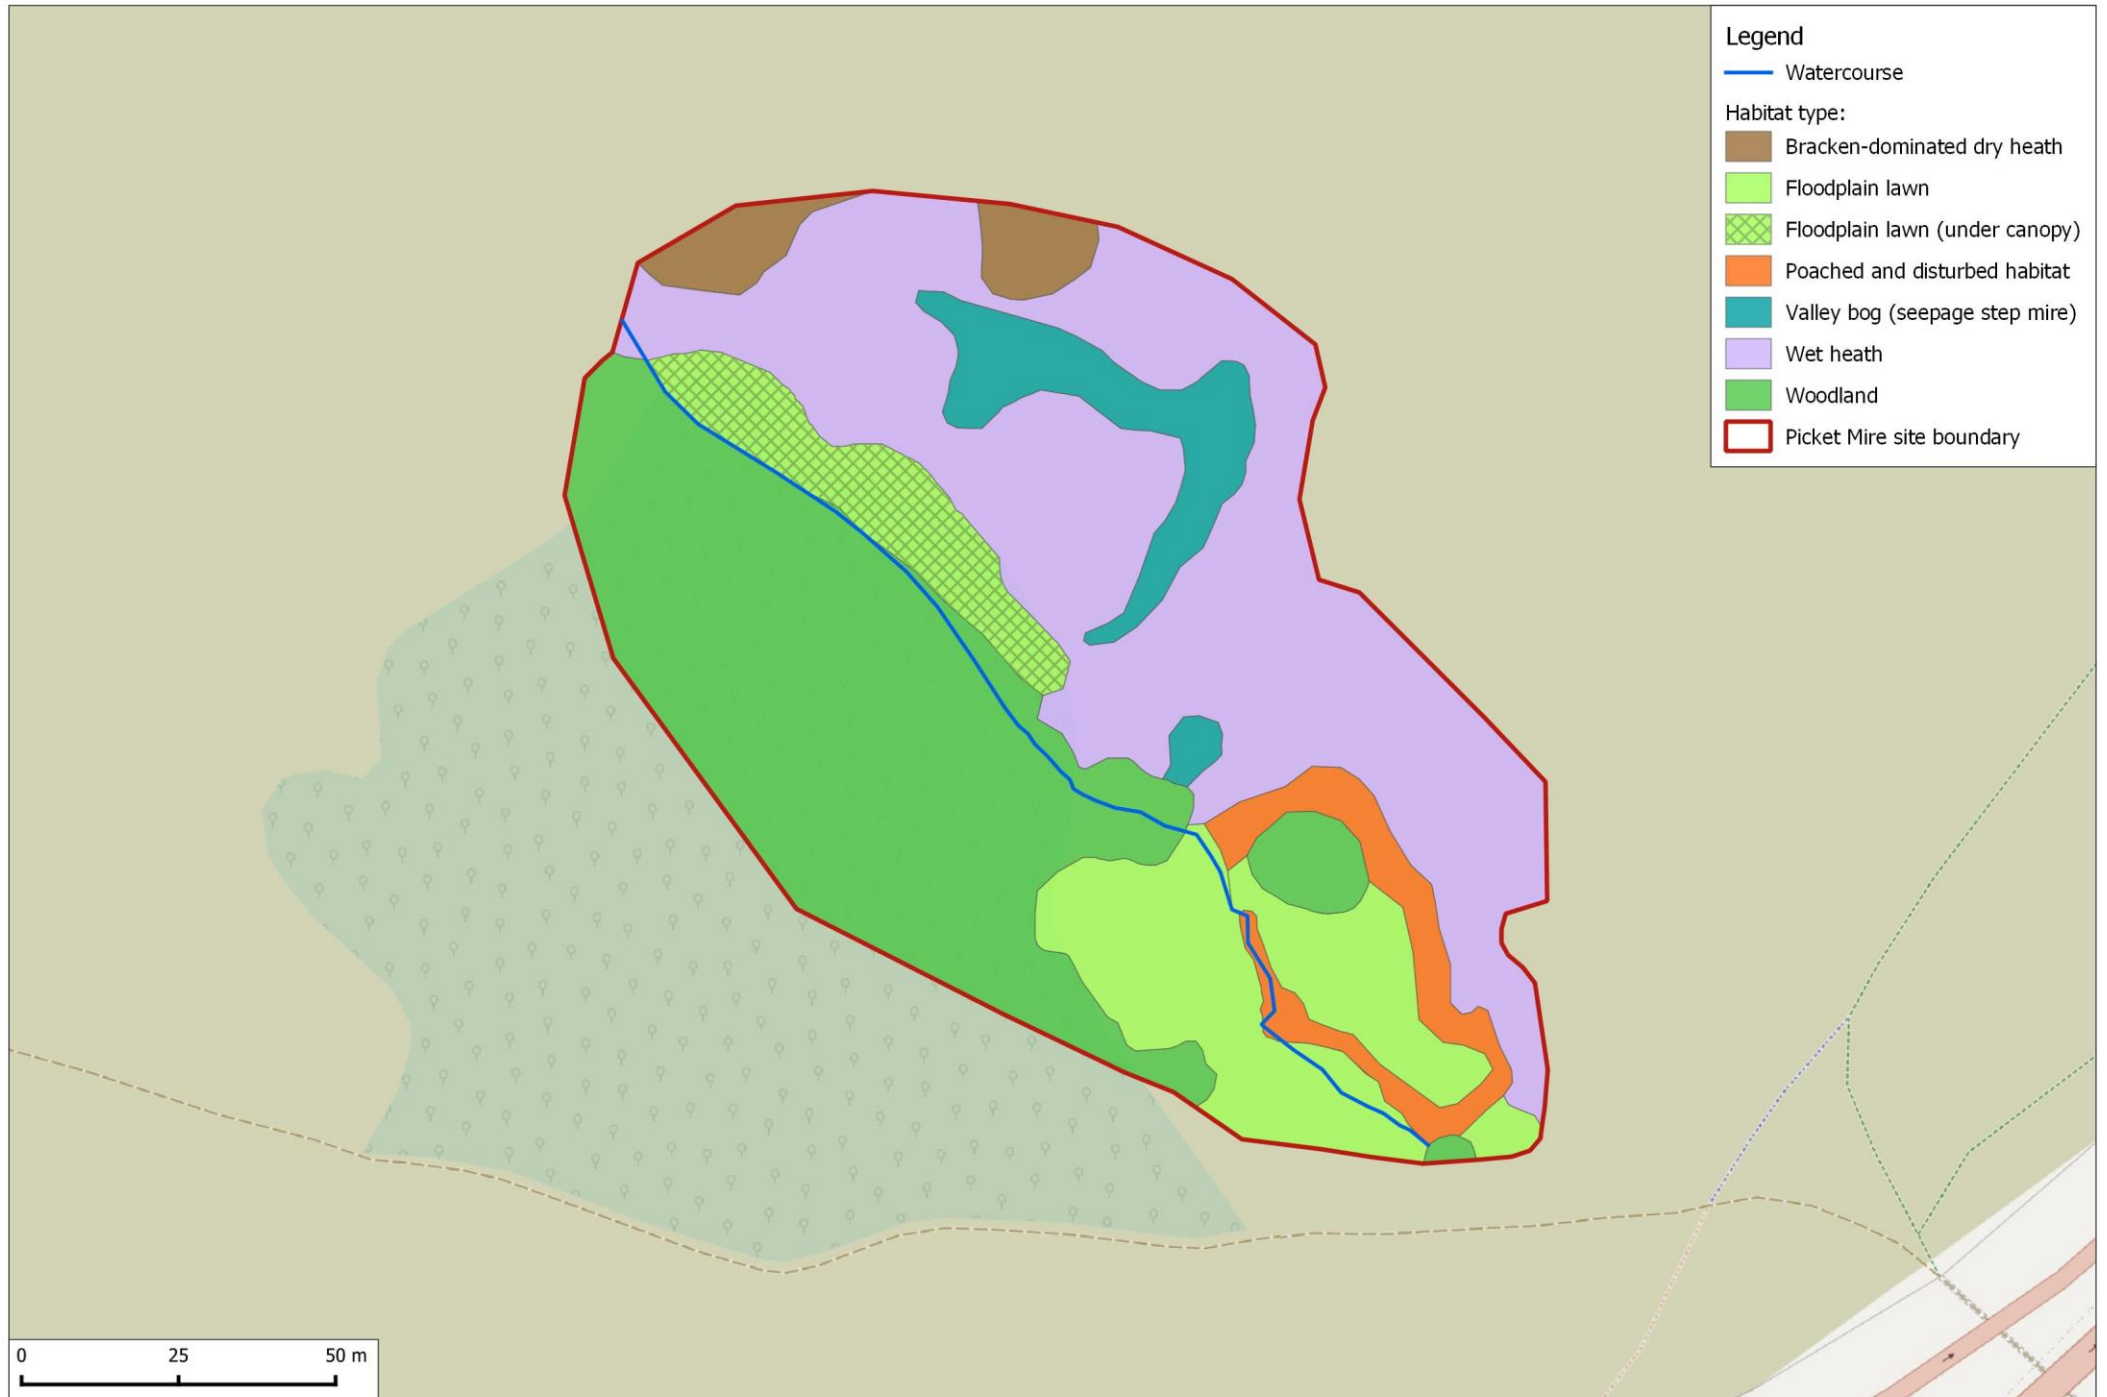 Legend
Watercourse
Habitat type:
Bracken-dominated dry heath
Floodplain lawn
Floodplain lawn (under canopy)
Poached and disturbed habitat
Valley bog (seepage step mire)
Wet heath
Woodland
Picket Mire site boundary
0 25 50 m